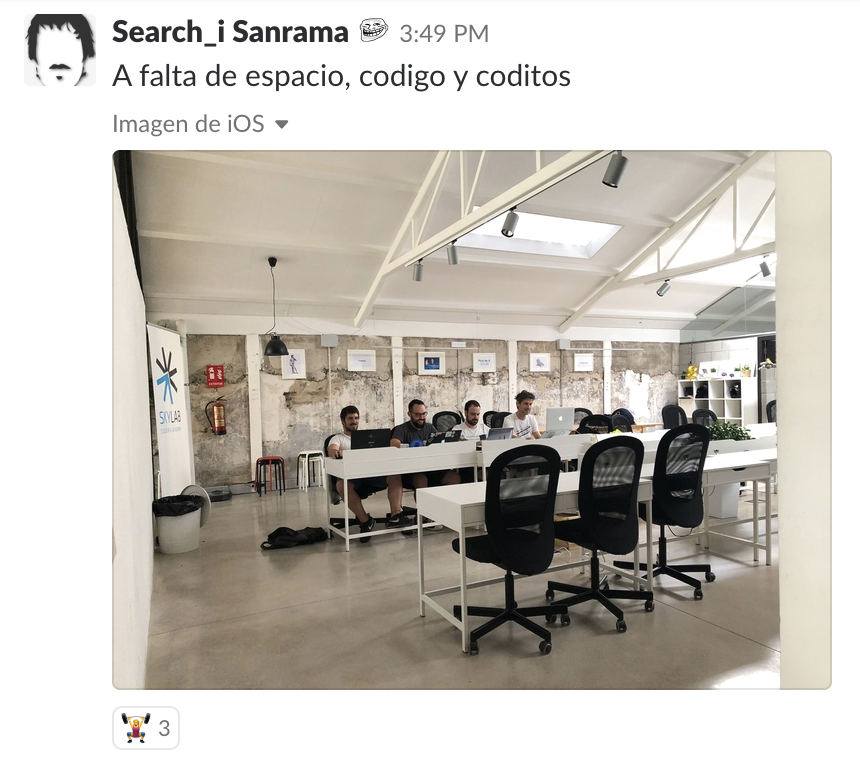 Search_i Sanrama 3:49 PM
A falta de espacio, codigo y coditos
Imagen de iOS
SKYLAB
3